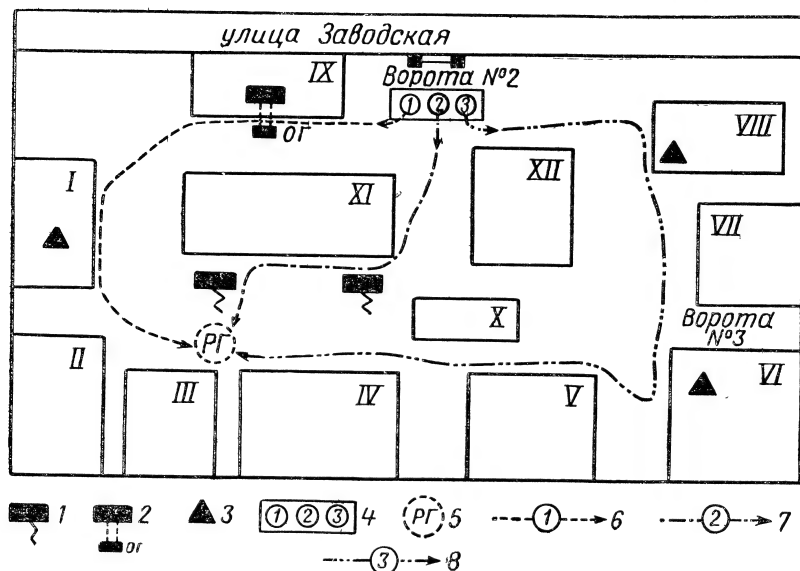 улица Заводская
IX
Ворота №2
1 2 3
ОГ
VIII
I
XI
XII
VII
X
Ворота
№3
РГ
II
III
IV
V
VI
1 2 3 1 2 3 4 РГ 5 1 6 2 7
ОГ
3 8